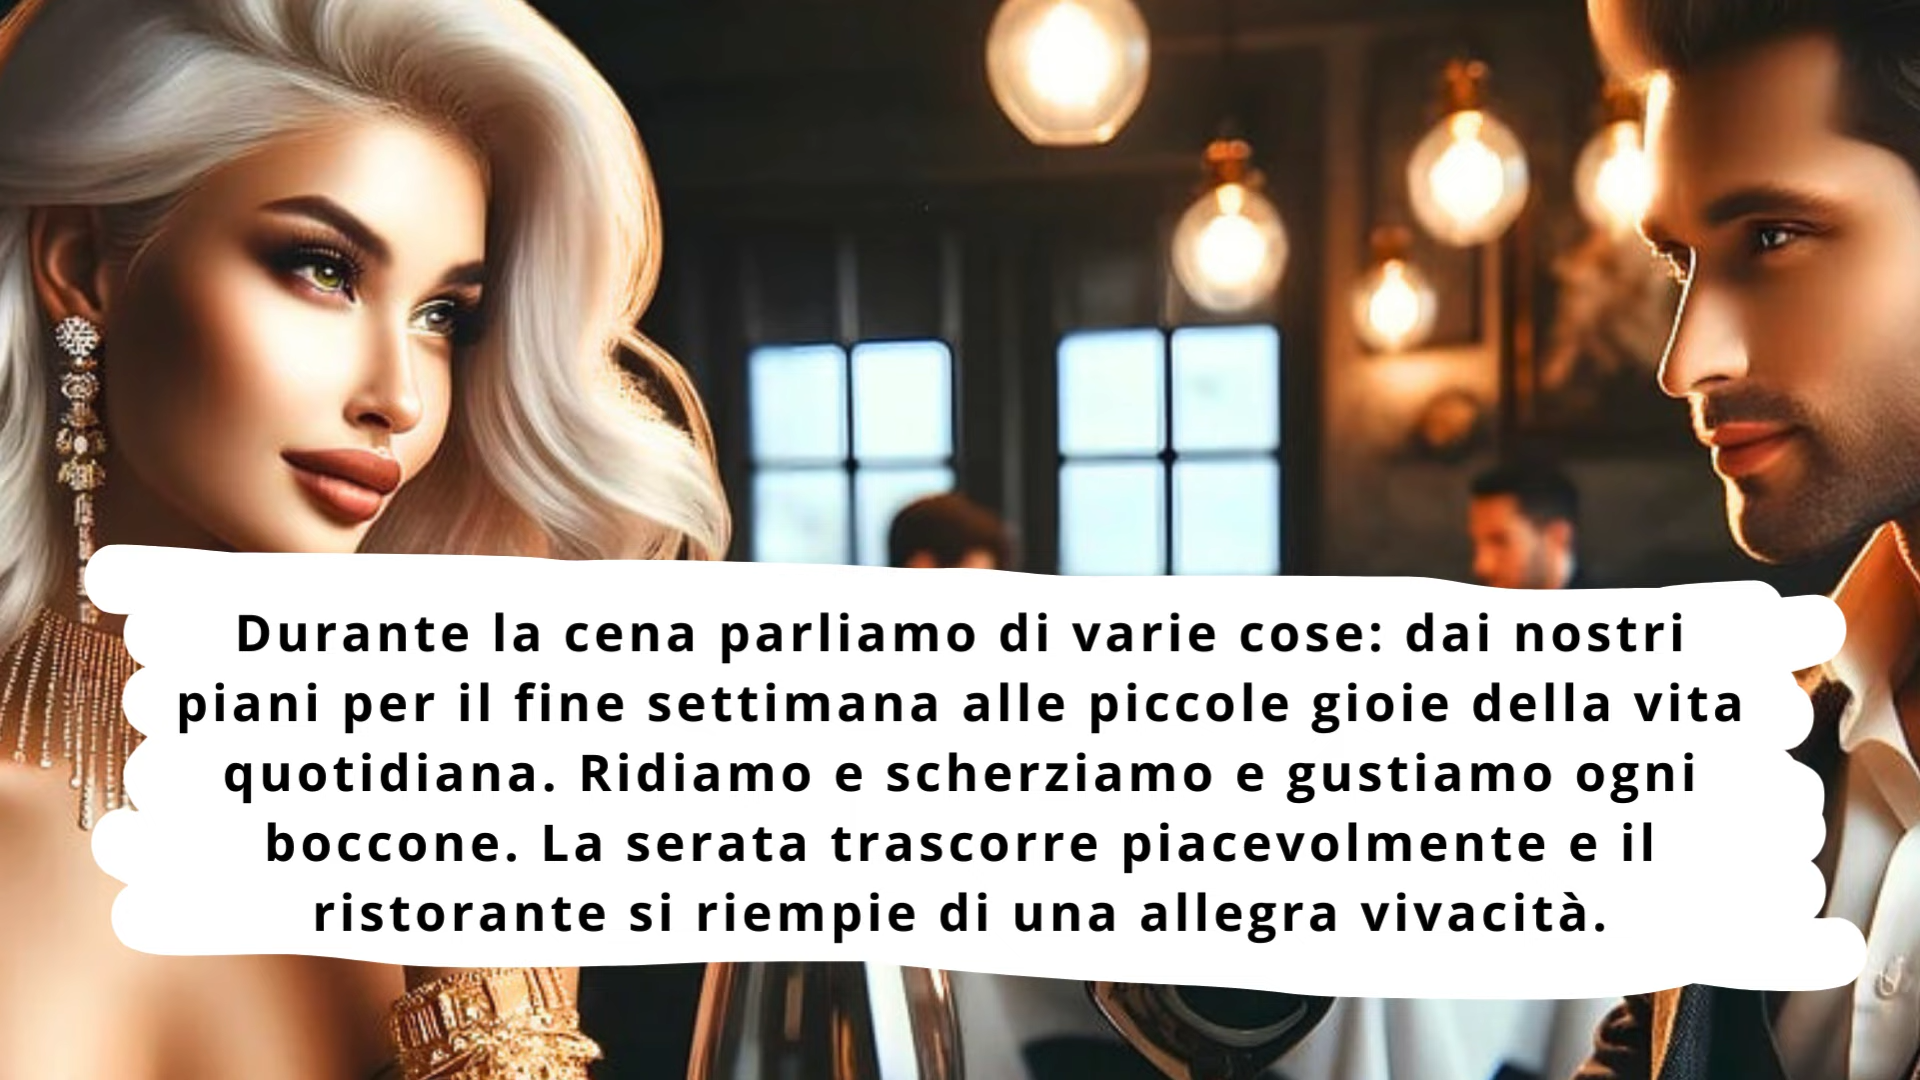 Durante la cena parliamo di varie cose: dai nostri
piani per il fine settimana alle piccole gioie della vita
quotidiana. Ridiamo e scherziamo e gustiamo ogni
boccone. La serata trascorre piacevolmente e il
ristorante si riempie di una allegra vivacità.